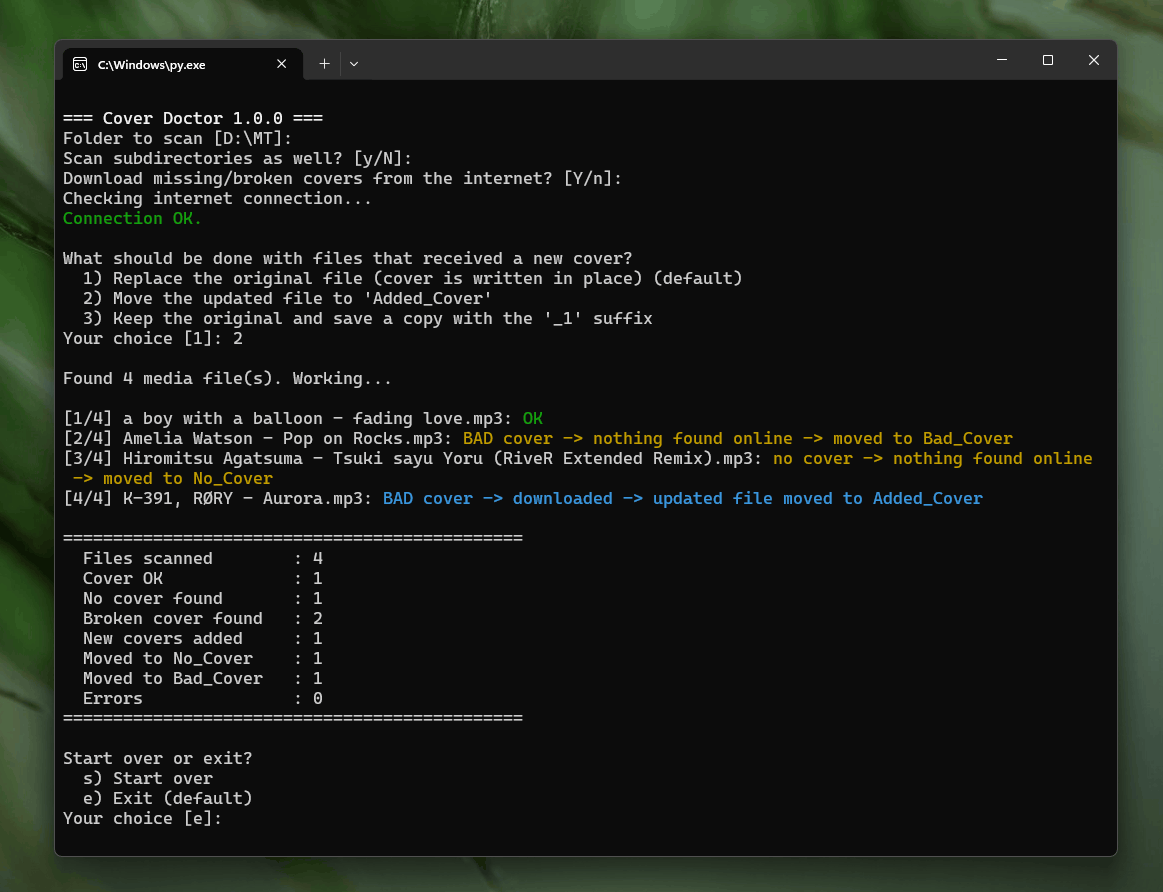 C:\Windows\py.exe
=== Cover Doctor 1.0.0 ===
Folder to scan [D:\MT]:
Scan subdirectories as well? [y/N]:
Download missing/broken covers from the internet? [Y/n]:
Checking internet connection...
Connection OK.
What should be done with files that received a new cover?
1) Replace the original file (cover is written in place) (default)
2) Move the updated file to 'Added_Cover'
3) Keep the original and save a copy with the '_1' suffix
Your choice [1]: 2
Found 4 media file(s). Working...
[1/4] a boy with a balloon - fading love.mp3: OK
[2/4] Amelia Watson - Pop on Rocks.mp3: BAD cover -> nothing found online -> moved to Bad_Cover
[3/4] Hiromitsu Agatsuma - Tsuki sayu Yoru (RiveR Extended Remix).mp3: no cover -> nothing found online
-> moved to No_Cover
[4/4] K-391, RØRY - Aurora.mp3: BAD cover -> downloaded -> updated file moved to Added_Cover
==============================================
Files scanned : 4
Cover OK : 1
No cover found : 1
Broken cover found : 2
New covers added : 1
Moved to No_Cover : 1
Moved to Bad_Cover : 1
Errors : 0
==============================================
Start over or exit?
s) Start over
e) Exit (default)
Your choice [e]: